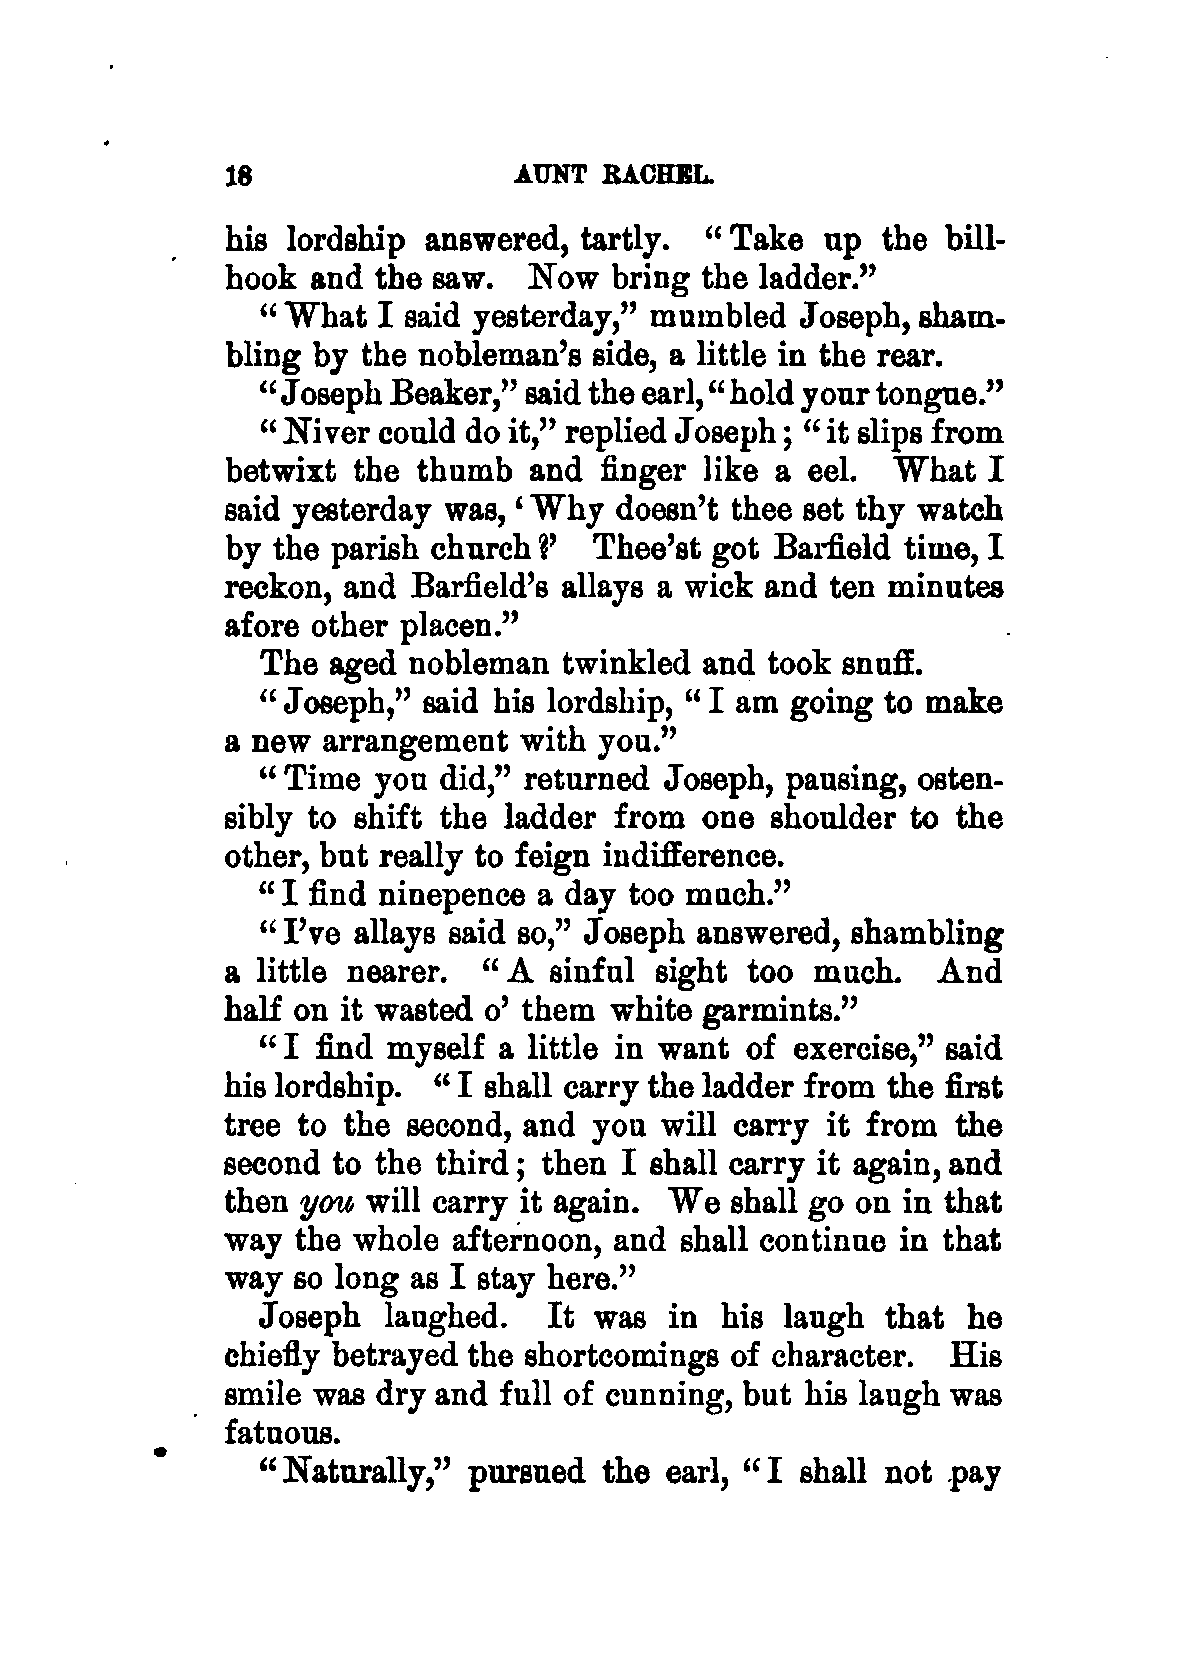 18 AUNT RACHEL.
his lordship answered, tartly. “Take up the bill-
hook and the saw. Now bring the ladder.”
“What I said yesterday,” mumbled Joseph, sham-
bling by the nobleman’s side, a little in the rear.
“Joseph Beaker,” said the earl, “hold your tongue.”
“Niver could do it,” replied Joseph; “it slips from
betwixt the thumb and finger like a eel. What I
said yesterday was, ‘Why doesn’t thee set thy watch
by the parish church?’ Thee’st got Barfield time, I
reckon, and Barfield’s allays a wick and ten minutes
afore other placen.”
The aged nobleman twinkled and took snuff.
“Joseph,” said his lordship, “I am going to make
a new arrangement with you.”
“Time you did,” returned Joseph, pausing, osten-
sibly to shift the ladder from one shoulder to the
other, but really to feign indifference.
“I find ninepence a day too much.”
“I’ve allays said so,” Joseph answered, shambling
a little nearer. “A sinful sight too much. And
half on it wasted o’ them white garmints.”
“I find myself a little in want of exercise,” said
his lordship. “I shall carry the ladder from the first
tree to the second, and you will carry it from the
second to the third; then I shall carry it again, and
then you will carry it again. We shall go on in that
way the whole afternoon, and shall continue in that
way so long as I stay here.”
Joseph laughed. It was in his laugh that he
chiefly betrayed the shortcomings of character. His
smile was dry and full of cunning, but his laugh was
fatuous.
“Naturally,” pursued the earl, “I shall not pay